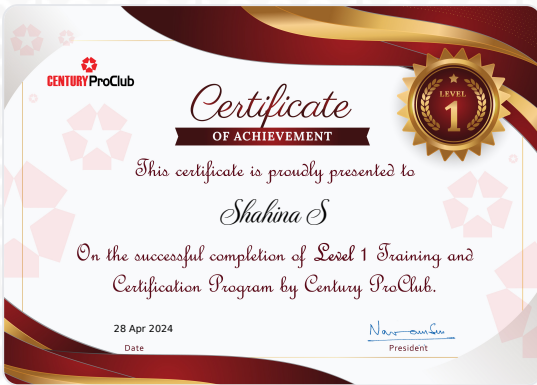 CENTURY ProClub
Certificate
OF ACHIEVEMENT
LEVEL
1
This certificate is proudly presented to
Shahina S
On the successful completion of Level 1 Training and
Certification Program by Century ProClub.
28 Apr 2024
Date
President